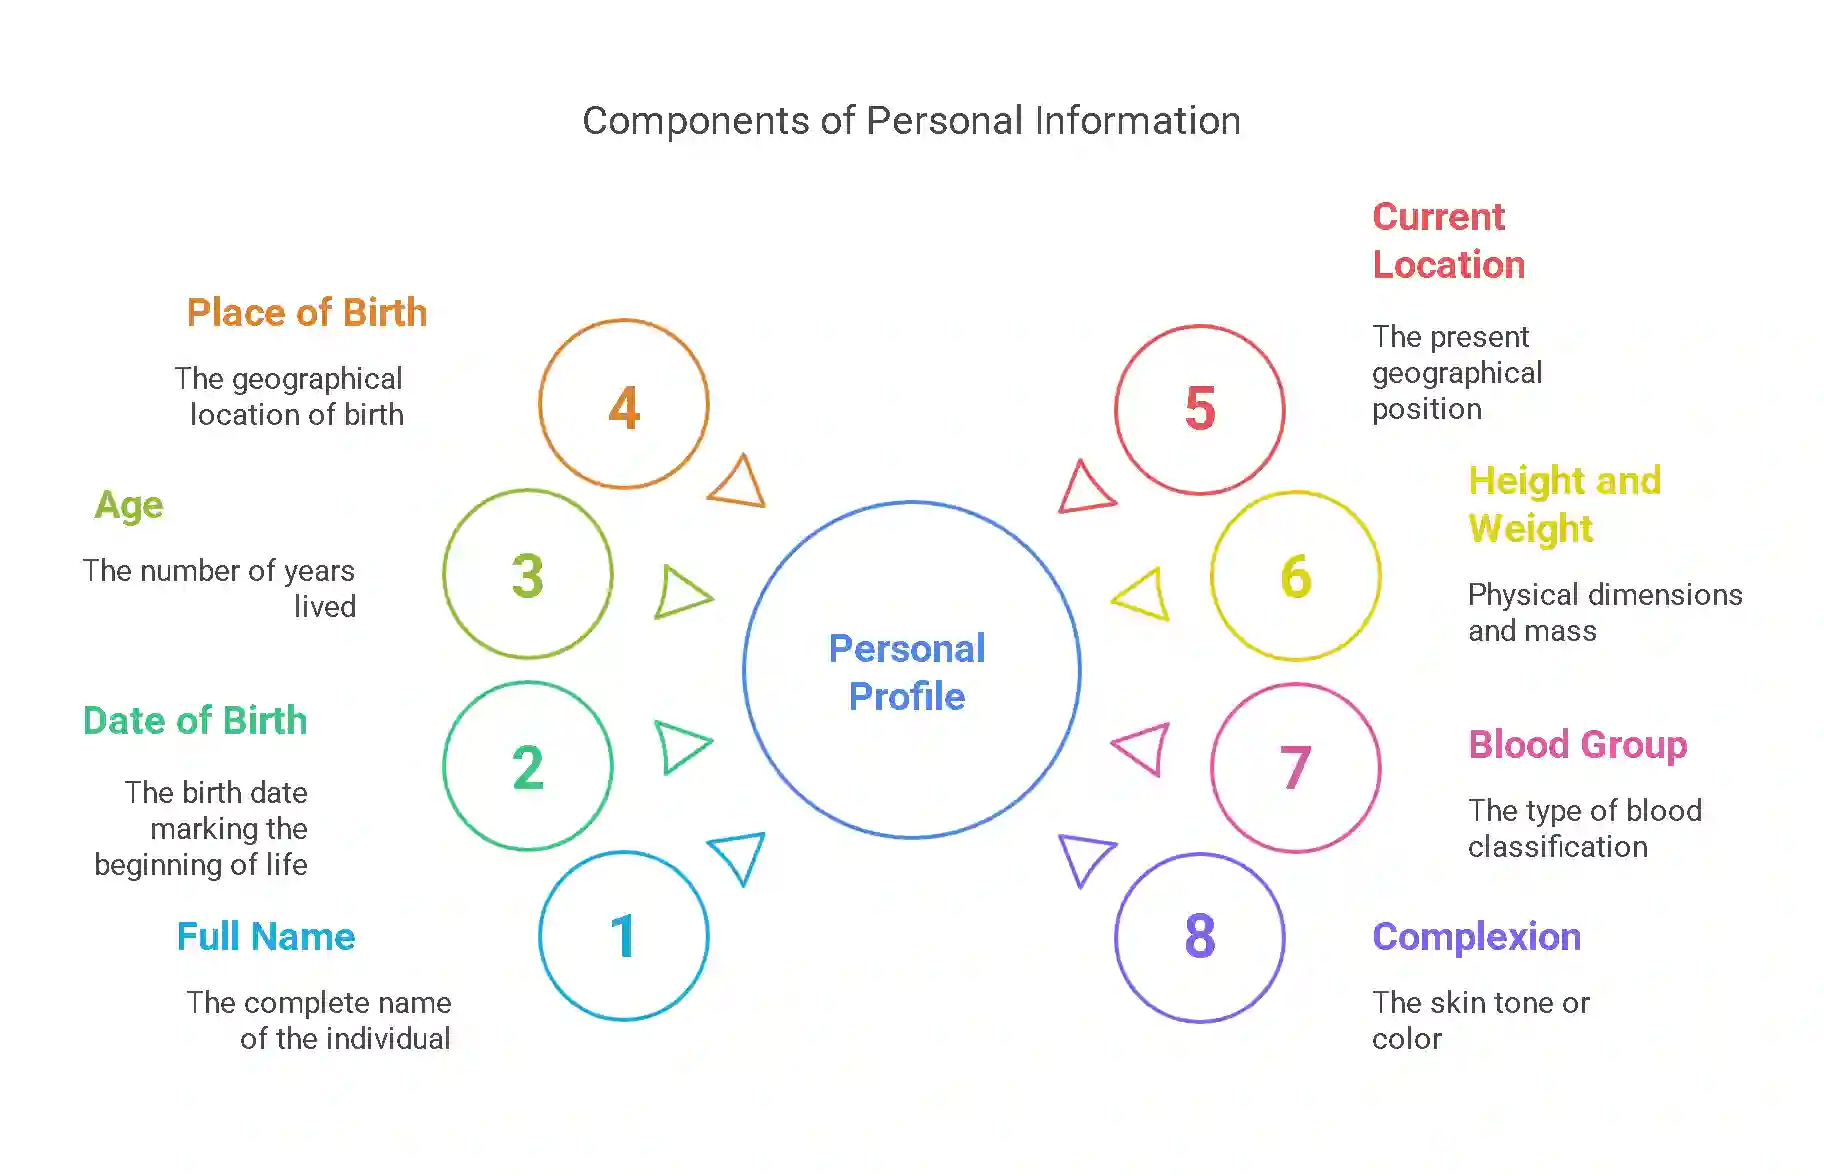 Components of Personal Information
Place of Birth
The geographical
location of birth
4
Age
The number of years
lived
3
Date of Birth
The birth date
marking the
beginning of life
2
Full Name
The complete name
of the individual
1
Personal
Profile
Current
Location
The present
geographical
position
5
Height and
Weight
Physical dimensions
and mass
6
Blood Group
The type of blood
classification
7
Complexion
The skin tone or
color
8